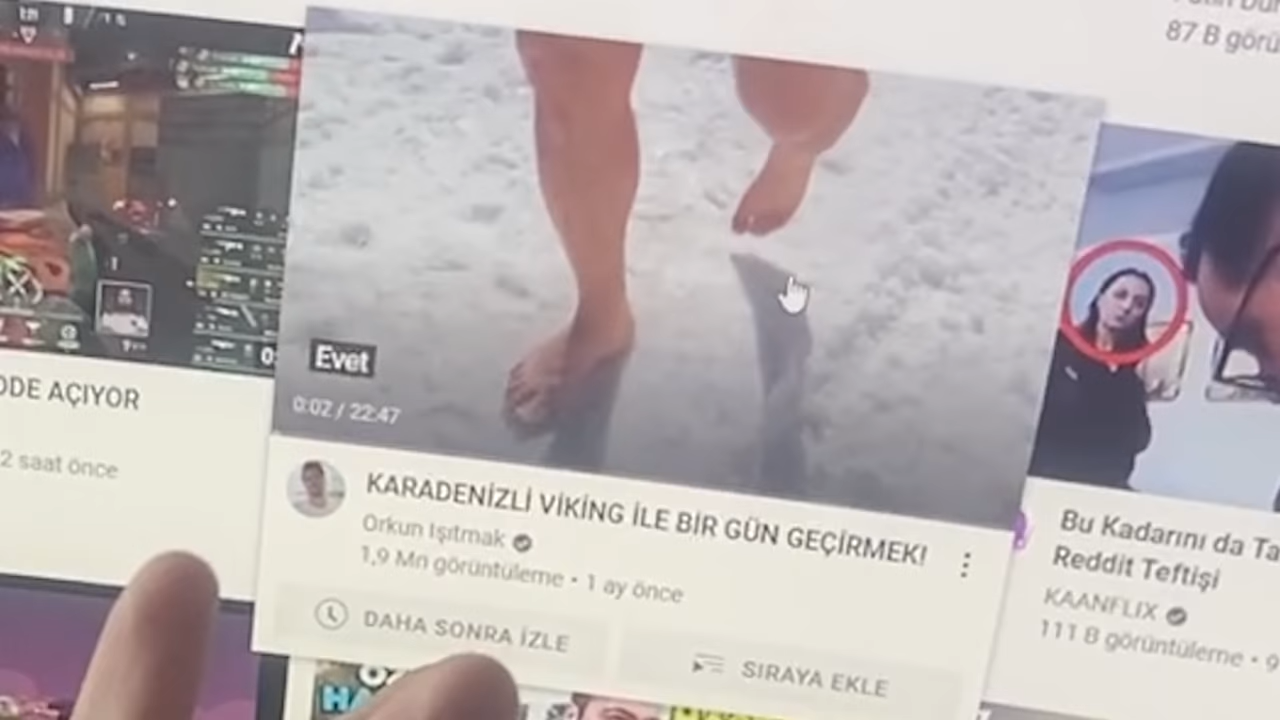 87 B görü
Evet
0:02 / 22:47
ODE AÇIYOR
2 saat önce
KARADENİZLİ VİKİNG İLE BİR GÜN GEÇİRMEK!
Orkun Işıtmak
1,9 Mn görüntüleme • 1 ay önce
DAHA SONRA İZLE
SIRAYA EKLE
Bu Kadarını da Ta
Reddit Teftişi
KAANFLIX
111 B görüntüleme • 9